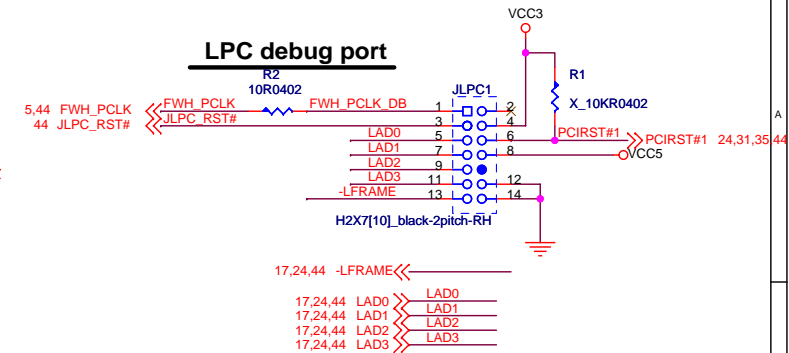 VCC3
LPC debug port
R2
10R0402
JLPC1
R1
X_10KR0402
A
5,44 FWH_PCLK FWH_PCLK FWH_PCLK_DB 1 2
44 JLPC_RST# JLPC_RST# 3 4
LAD0 5 6 PCIRST#1 PCIRST#1 24,31,35,44
LAD1 7 8 VCC5
LAD2 9
LAD3 11 12
-LFRAME 13 14
H2X7[10]_black-2pitch-RH
17,24,44 -LFRAME
17,24,44 LAD0 LAD0
17,24,44 LAD1 LAD1
17,24,44 LAD2 LAD2
17,24,44 LAD3 LAD3